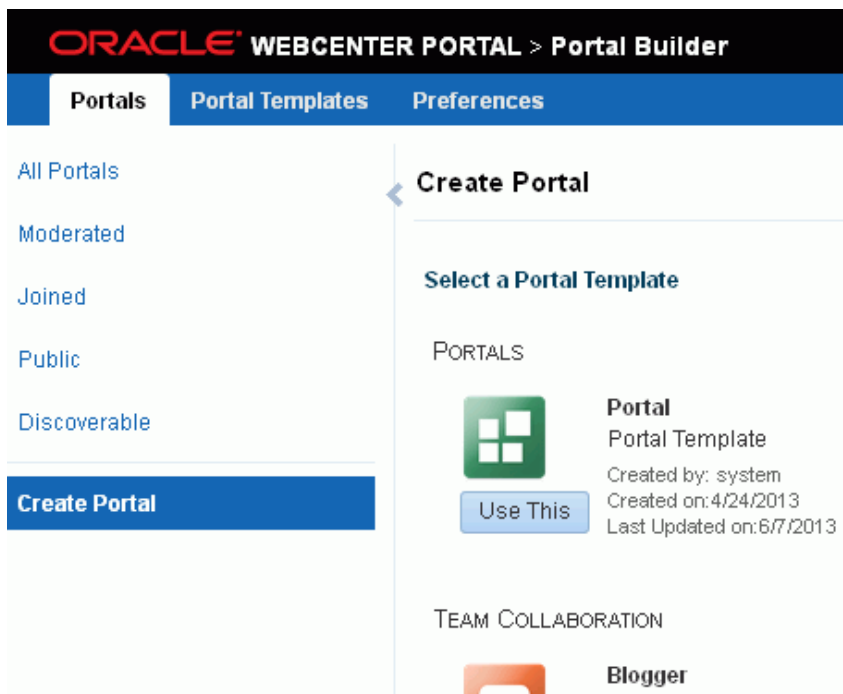 ORACLE WEBCENTER PORTAL > Portal Builder
Portals Portal Templates Preferences
All Portals
Moderated
Joined
Public
Discoverable
Create Portal
Create Portal
Select a Portal Template
PORTALS
Portal
Portal Template
Created by: system
Created on:4/24/2013
Last Updated on:6/7/2013
Use This
TEAM COLLABORATION
Blogger